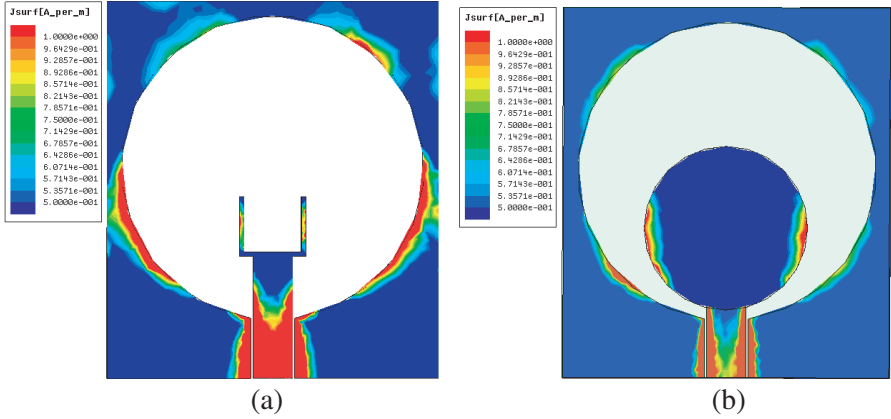 Jsurf[A_per_m]
1.0000e+000
9.6429e-001
9.2857e-001
8.9286e-001
8.5714e-001
8.2143e-001
7.8571e-001
7.5000e-001
7.1429e-001
6.7857e-001
6.4286e-001
6.0714e-001
5.7143e-001
5.3571e-001
5.0000e-001
(a)
Jsurf[A_per_m]
1.0000e+000
9.6429e-001
9.2857e-001
8.9286e-001
8.5714e-001
8.2143e-001
7.8571e-001
7.5000e-001
7.1429e-001
6.7857e-001
6.4286e-001
6.0714e-001
5.7143e-001
5.3571e-001
5.0000e-001
(b)